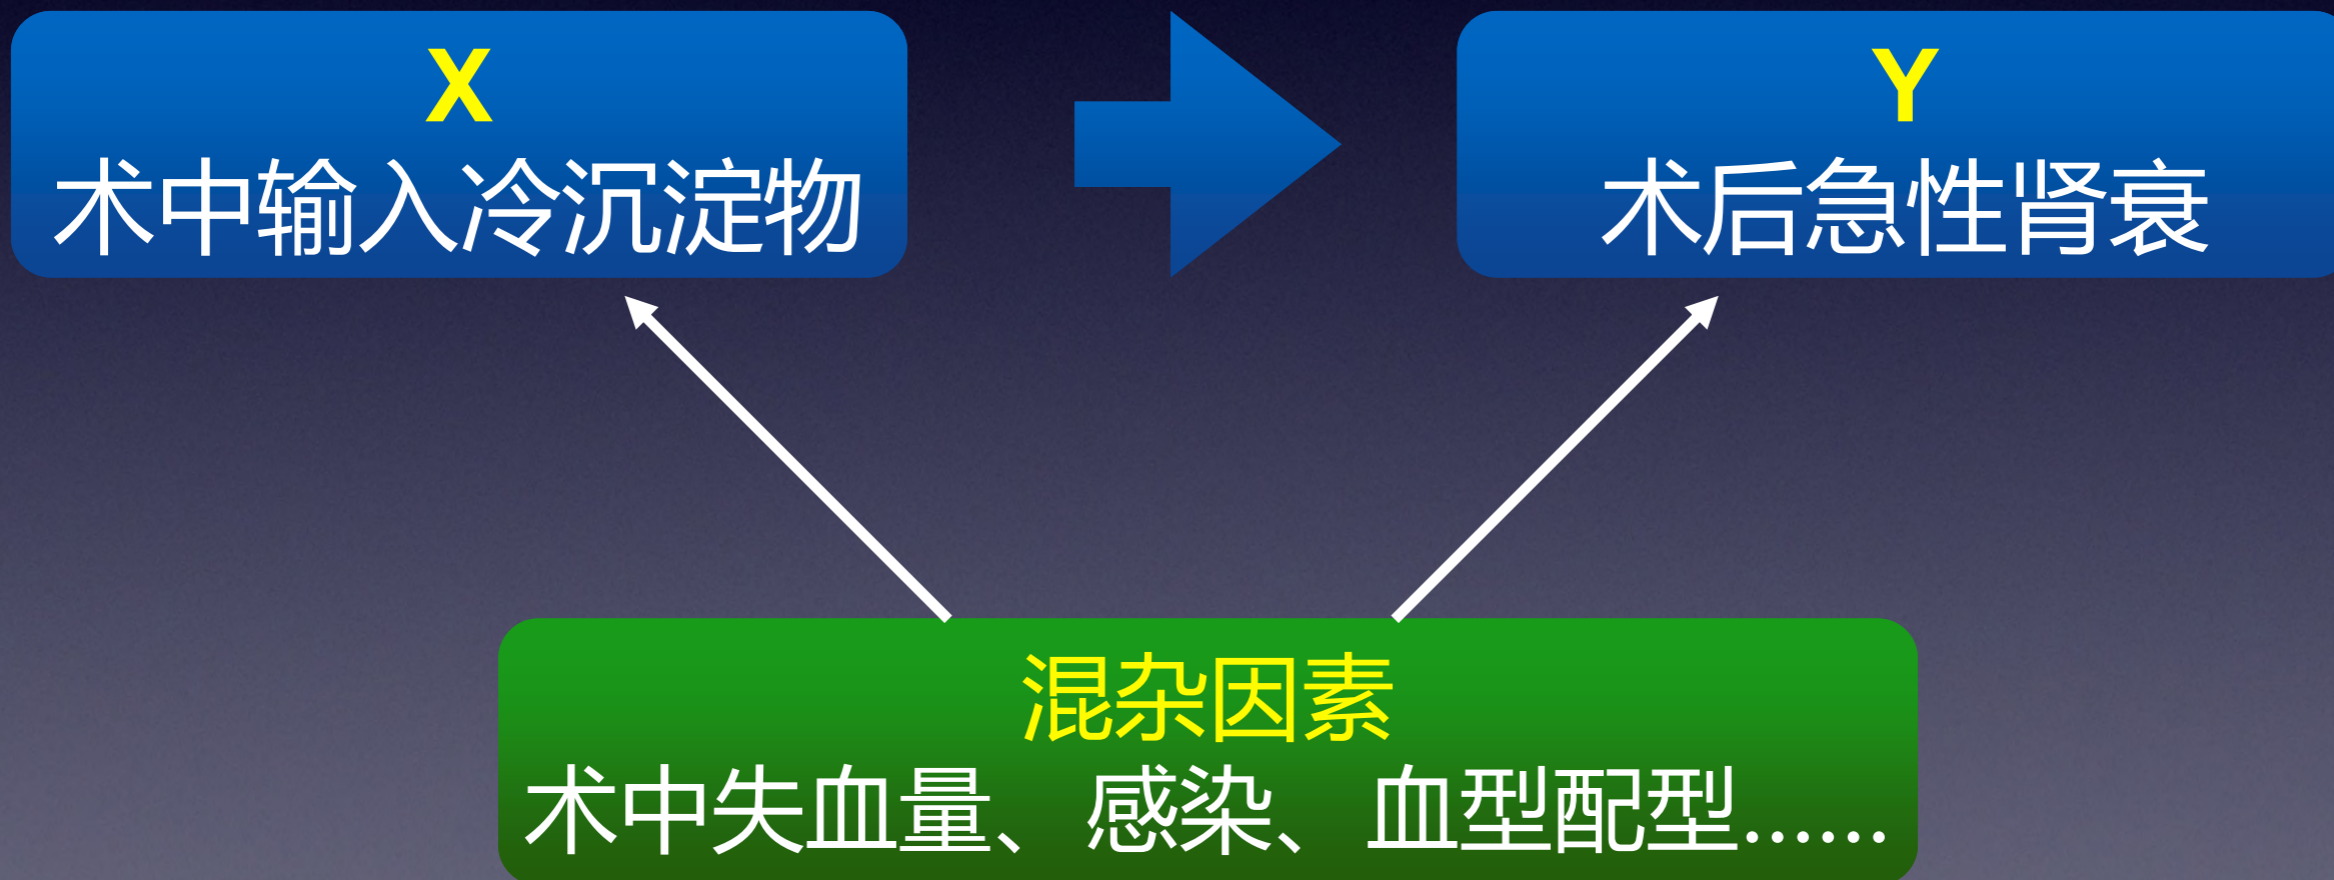 X
术中输入冷沉淀物
Y
术后急性肾衰
混杂因素
术中失血量、感染、血型配型......